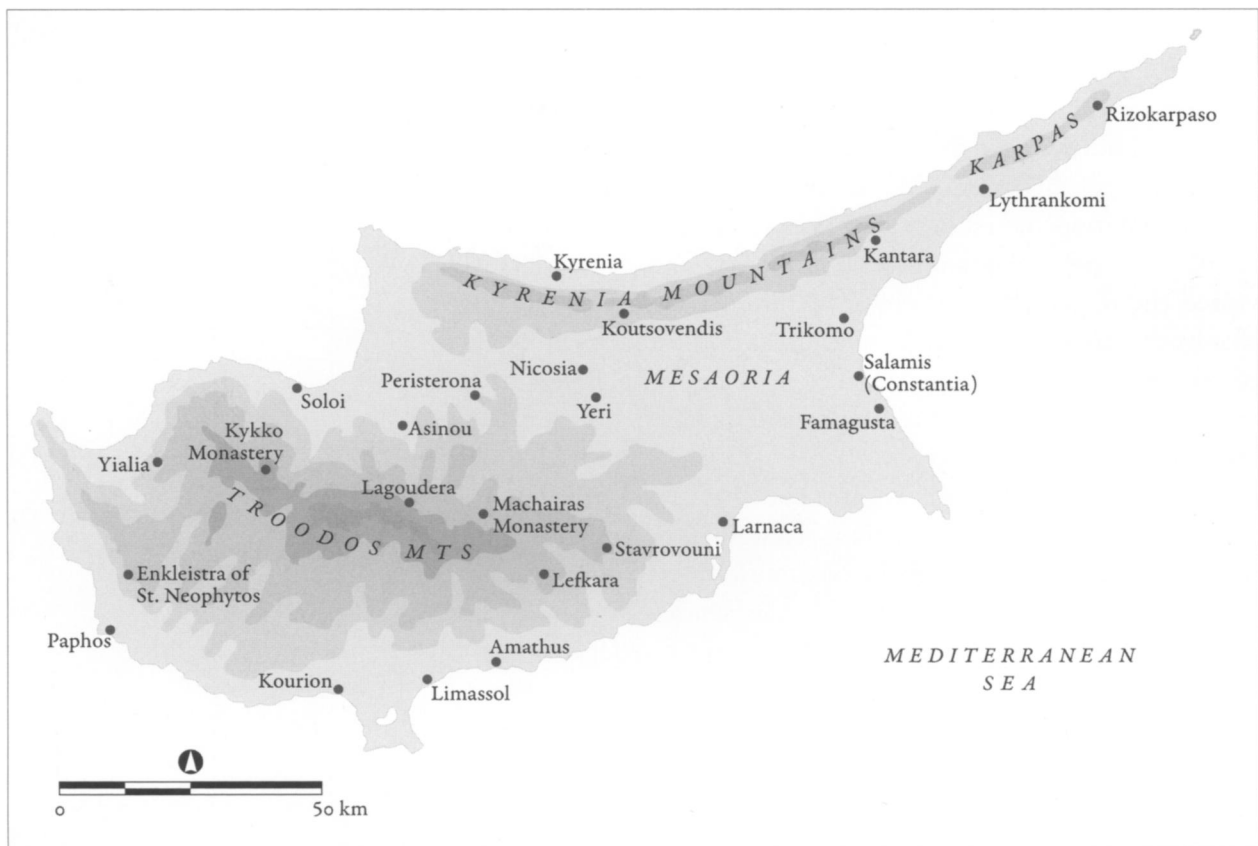 Rizokarpaso
KARPAS
Lythrankomi
Kantara
Kyrenia
KYRENIA MOUNTAINS
Koutsovendis
Trikomo
Nicosia
MESAORIA
Salamis
(Constantia)
Peristerona
Soloi
Yeri
Famagusta
Asinou
Kykko
Monastery
Yialia
Lagoudera
Machairas
Monastery
TROODOS MTS
Larnaca
Stavrovouni
Enkleistra of
St. Neophytos
Lefkara
Paphos
Amathus
MEDITERRANEAN
SEA
Kourion
Limassol
0 50 km